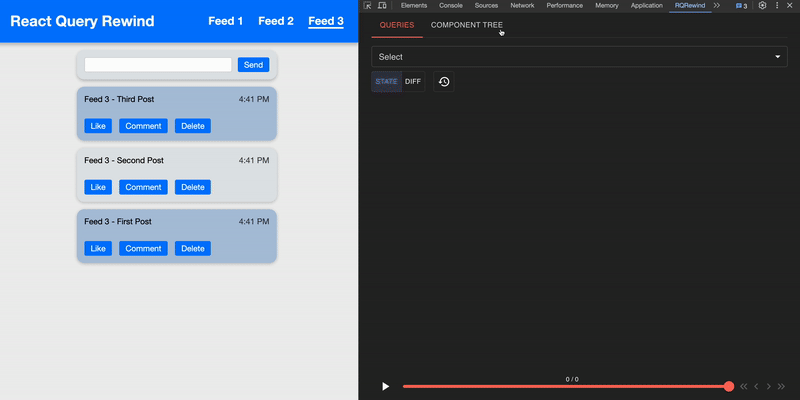 React Query Rewind
Feed 1 Feed 2 Feed 3
Send
Feed 3 - Third Post 4:41 PM
Like Comment Delete
Feed 3 - Second Post 4:41 PM
Like Comment Delete
Feed 3 - First Post 4:41 PM
Like Comment Delete
Elements Console Sources Network Performance Memory Application RQRewind 3
QUERIES COMPONENT TREE
Select
STATE DIFF
0 / 0